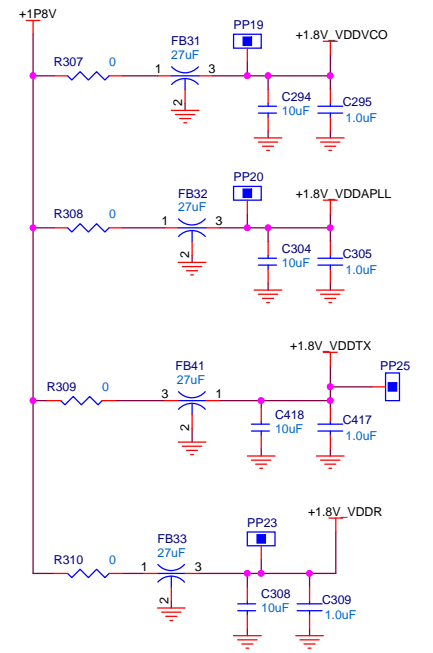 +1P8V
R307 0
FB31
27uF
1 3
2
PP19
+1.8V_VDDVCO
C294
10uF
C295
1.0uF
R308 0
FB32
27uF
1 3
2
PP20
+1.8V_VDDAPLL
C304
10uF
C305
1.0uF
R309 0
FB41
27uF
3 1
2
+1.8V_VDDTX
PP25
C418
10uF
C417
1.0uF
R310 0
FB33
27uF
1 3
2
PP23
+1.8V_VDDR
C308
10uF
C309
1.0uF